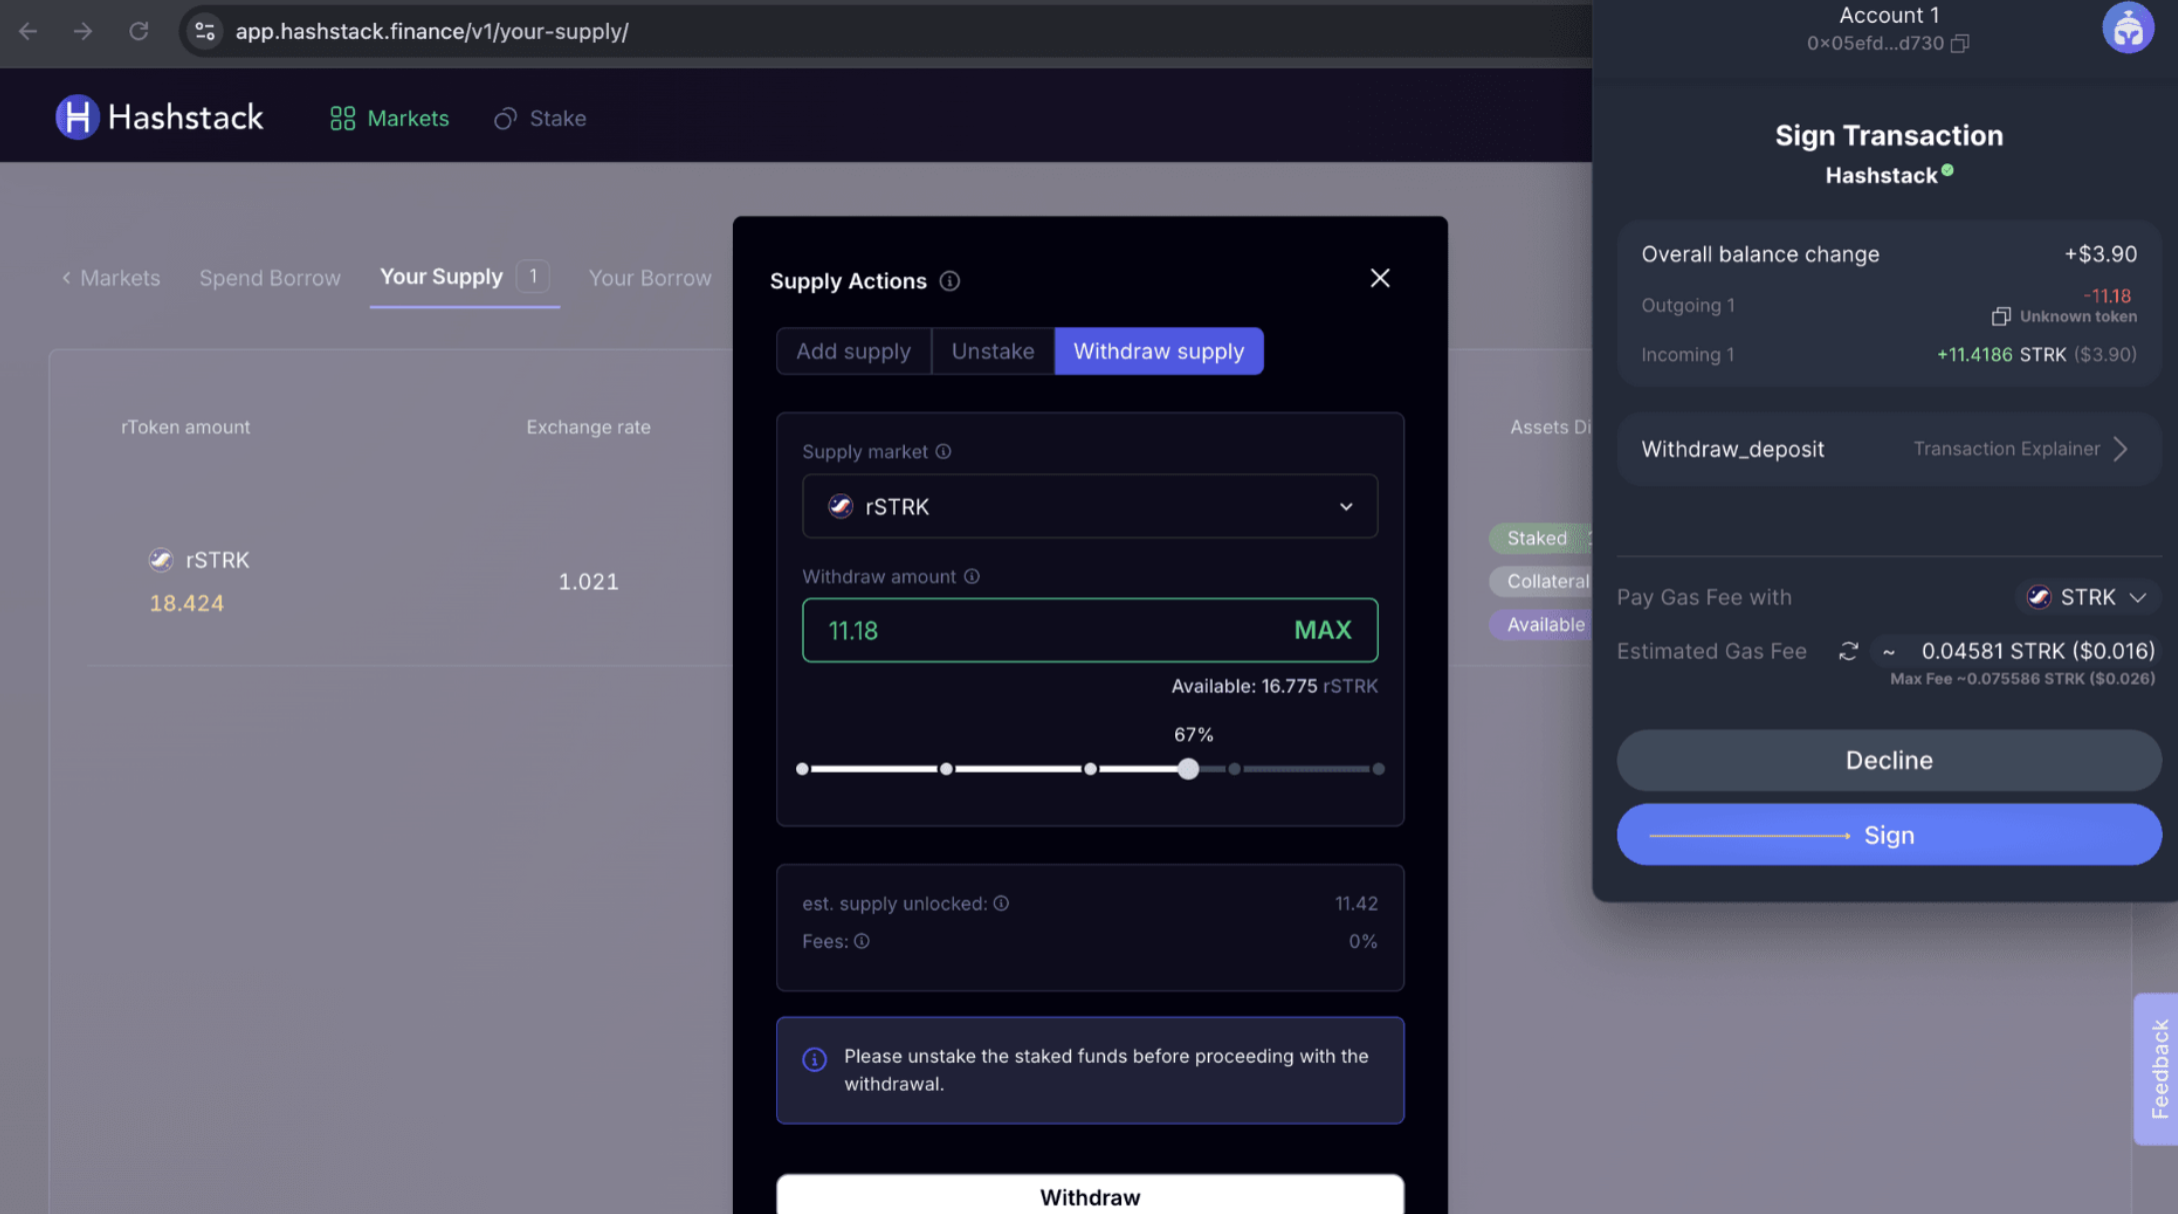 app.hashstack.finance/v1/your-supply/
Hashstack
Markets
Stake
Markets
Spend Borrow
Your Supply 1
Your Borrow
rToken amount
Exchange rate
Assets Di
rSTRK
18.424
1.021
Staked
Collateral
Available
Supply Actions
Add supply
Unstake
Withdraw supply
Supply market
rSTRK
Withdraw amount
11.18 MAX
Available: 16.775 rSTRK
67%
est. supply unlocked: 11.42
Fees: 0%
Please unstake the staked funds before proceeding with the
withdrawal.
Withdraw
Account 1
0x05efd...d730
Sign Transaction
Hashstack
Overall balance change +$3.90
Outgoing 1 -11.18
Unknown token
Incoming 1 +11.4186 STRK ($3.90)
Withdraw_deposit Transaction Explainer
Pay Gas Fee with STRK
Estimated Gas Fee ~ 0.04581 STRK ($0.016)
Max Fee ~0.075586 STRK ($0.026)
Decline
Sign
Feedback